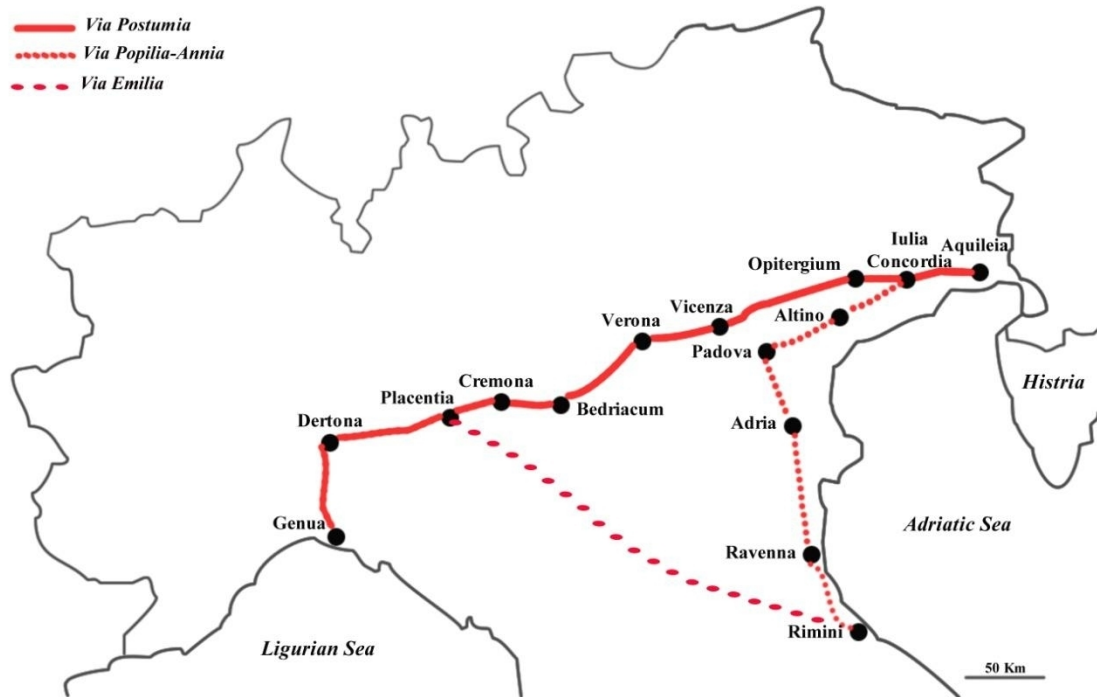 Via Postumia
Via Popilia-Annia
Via Emilia
Iulia
Concordia
Aquileia
Opitergium
Altino
Vicenza
Verona
Padova
Cremona
Placentia
Bedriacum
Histria
Dertona
Adria
Genua
Adriatic Sea
Ravenna
Rimini
Ligurian Sea
50 Km